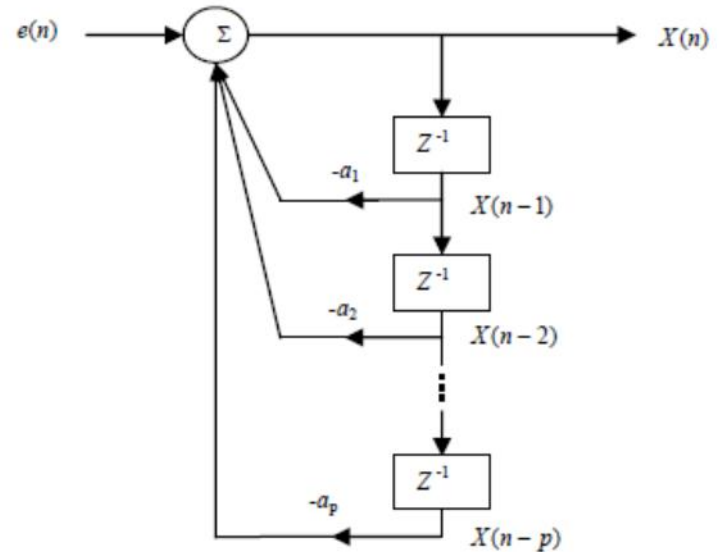 e(n)
Σ
X(n)
Z⁻¹
-a₁
X(n−1)
Z⁻¹
-a₂
X(n−2)
Z⁻¹
-aₚ
X(n−p)